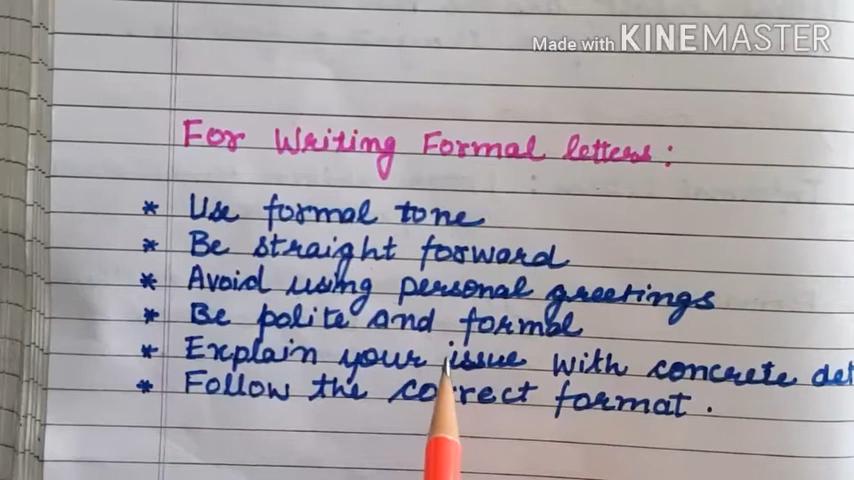 Made with KINEMASTER
For Writing Formal letters:
* Use formal tone
* Be straight forward
* Avoid using personal greetings
* Be polite and formal
* Explain your issue with concrete det
* Follow the correct format.